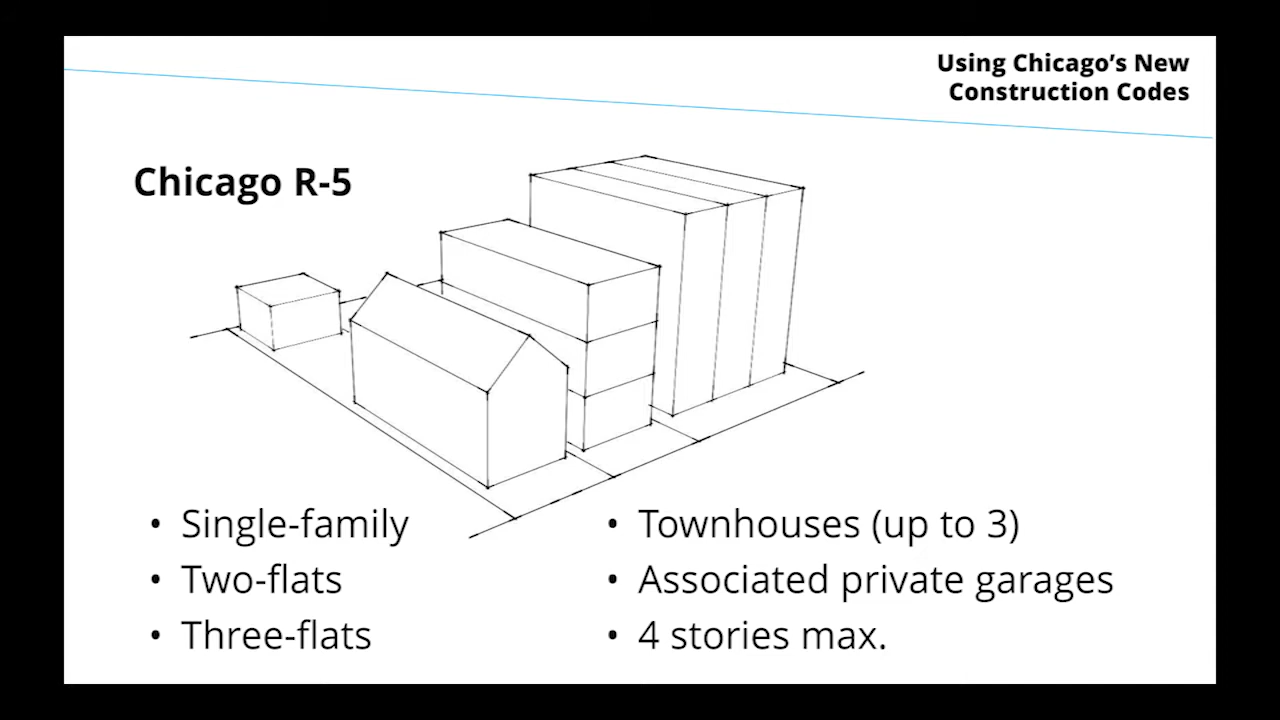 Using Chicago's New
Construction Codes
Chicago R-5
• Single-family
• Two-flats
• Three-flats
• Townhouses (up to 3)
• Associated private garages
• 4 stories max.